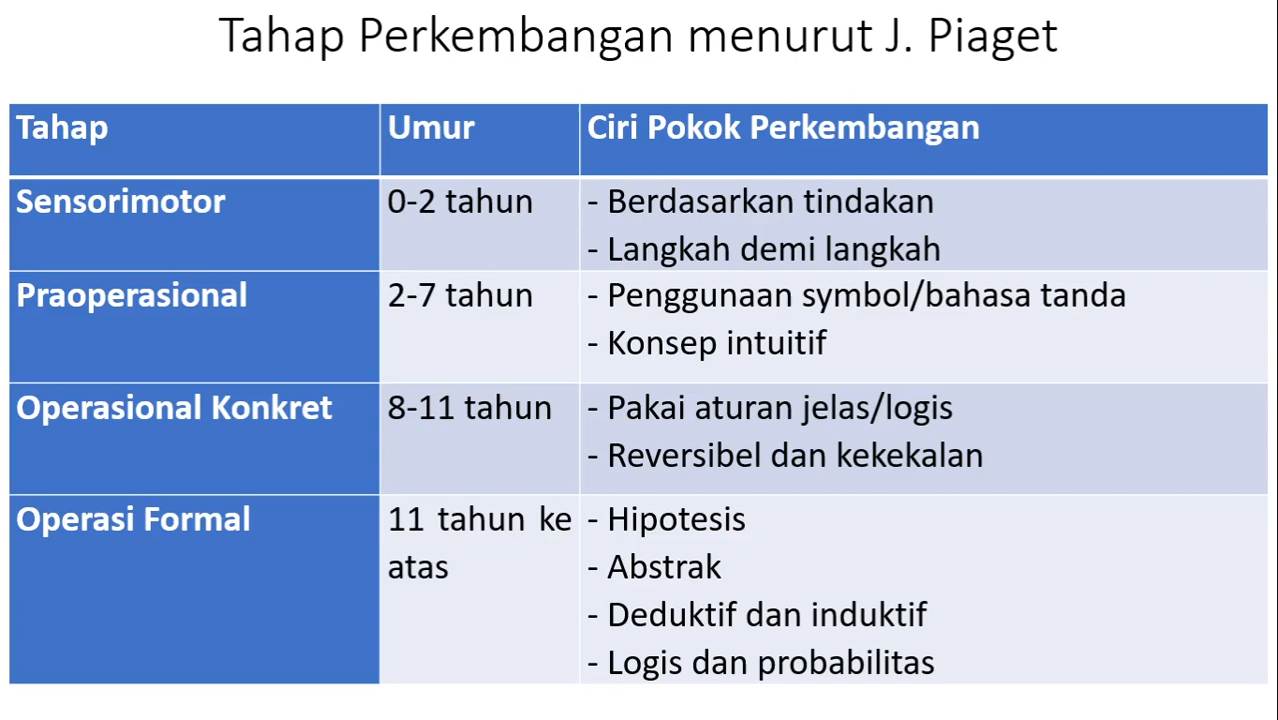 Tahap Perkembangan menurut J. Piaget
Tahap Umur Ciri Pokok Perkembangan
Sensorimotor 0-2 tahun - Berdasarkan tindakan
- Langkah demi langkah
Praoperasional 2-7 tahun - Penggunaan symbol/bahasa tanda
- Konsep intuitif
Operasional Konkret 8-11 tahun - Pakai aturan jelas/logis
- Reversibel dan kekekalan
Operasi Formal 11 tahun ke - Hipotesis
atas - Abstrak
- Deduktif dan induktif
- Logis dan probabilitas